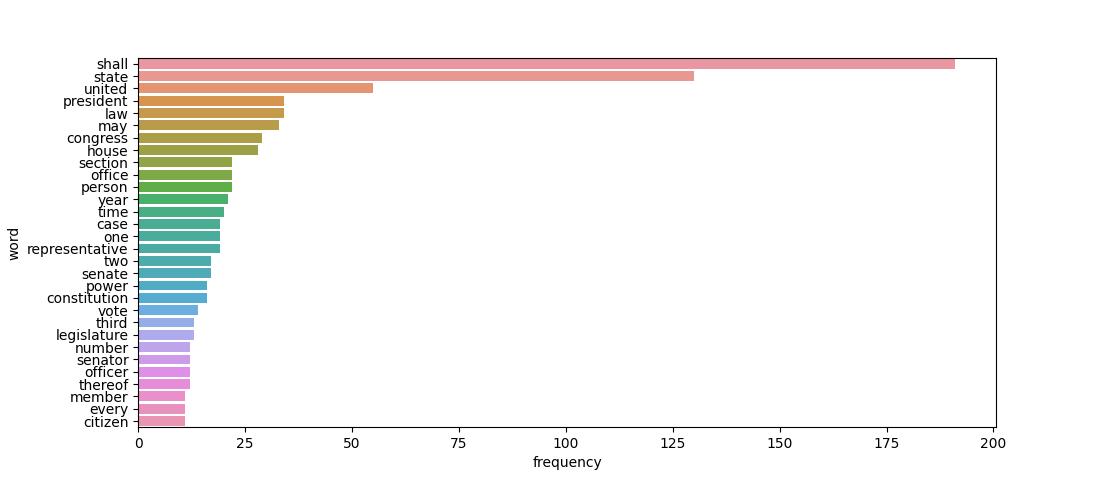 shall
state
united
president
law
may
congress
house
section
office
person
year
time
case
one
representative
two
senate
power
constitution
vote
third
legislature
number
senator
officer
thereof
member
every
citizen
word
0 25 50 75 100 125 150 175 200
frequency